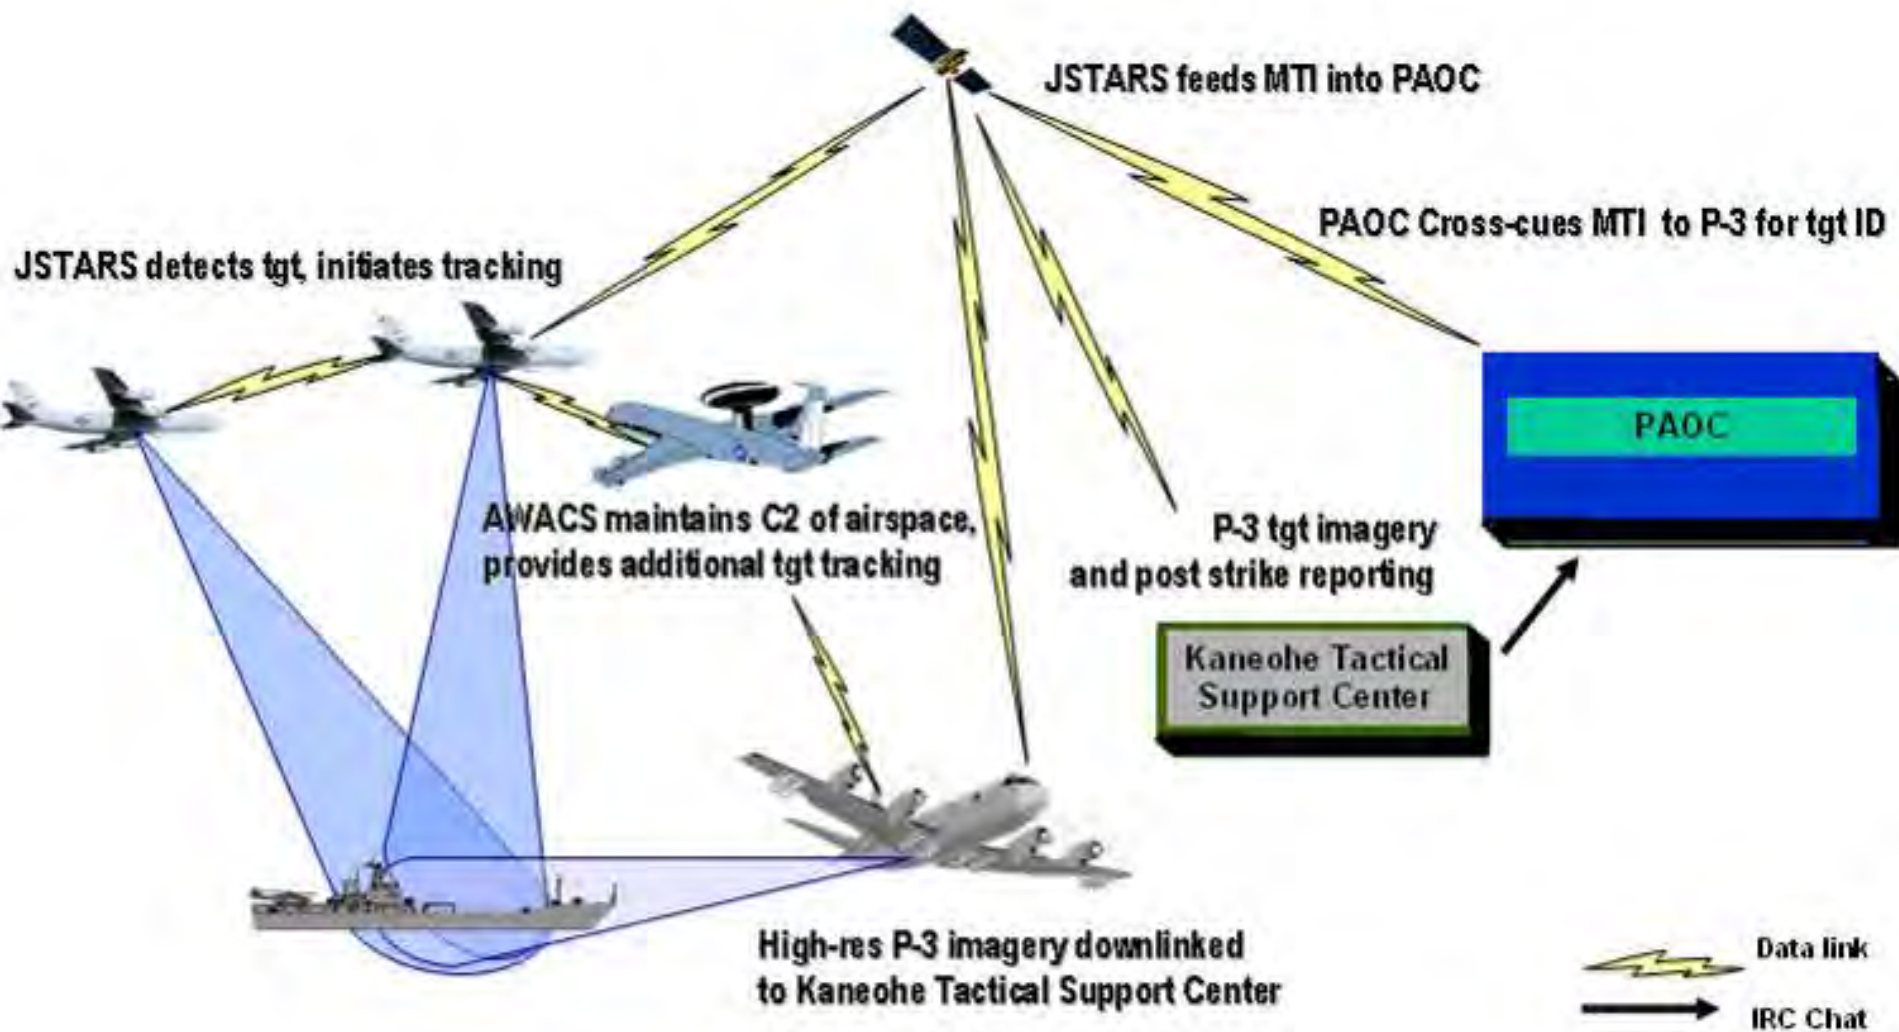 JSTARS feeds MTI into PAOC
PAOC Cross-cues MTI to P-3 for tgt ID
JSTARS detects tgt, initiates tracking
PAOC
AWACS maintains C2 of airspace,
provides additional tgt tracking
P-3 tgt imagery
and post strike reporting
Kaneohe Tactical
Support Center
High-res P-3 imagery downlinked
to Kaneohe Tactical Support Center
Data link
IRC Chat